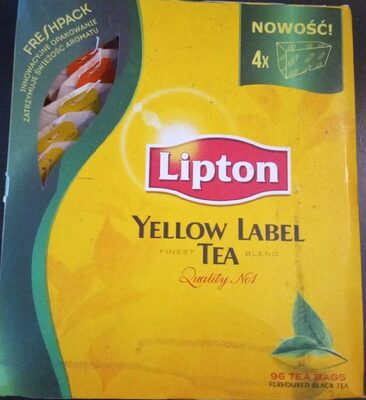 FRESHPACK
INNOWACYJNE OPAKOWANIE
ZATRZYMUJE ŚWIEŻOŚĆ AROMATU
NOWOŚĆ!
4x
Lipton
YELLOW LABEL
FINEST BLEND
TEA
Quality No1
96 TEA BAGS
FLAVOURED BLACK TEA